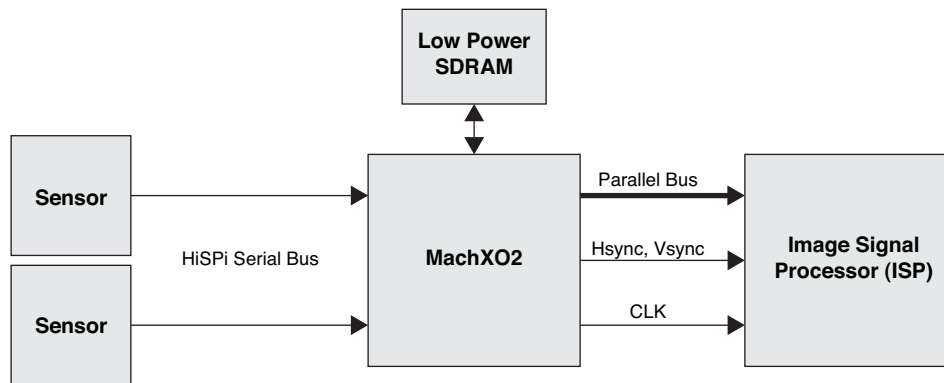 Low Power
SDRAM
Sensor
HiSPi Serial Bus
Sensor
MachXO2
Parallel Bus
Hsync, Vsync
CLK
Image Signal
Processor (ISP)